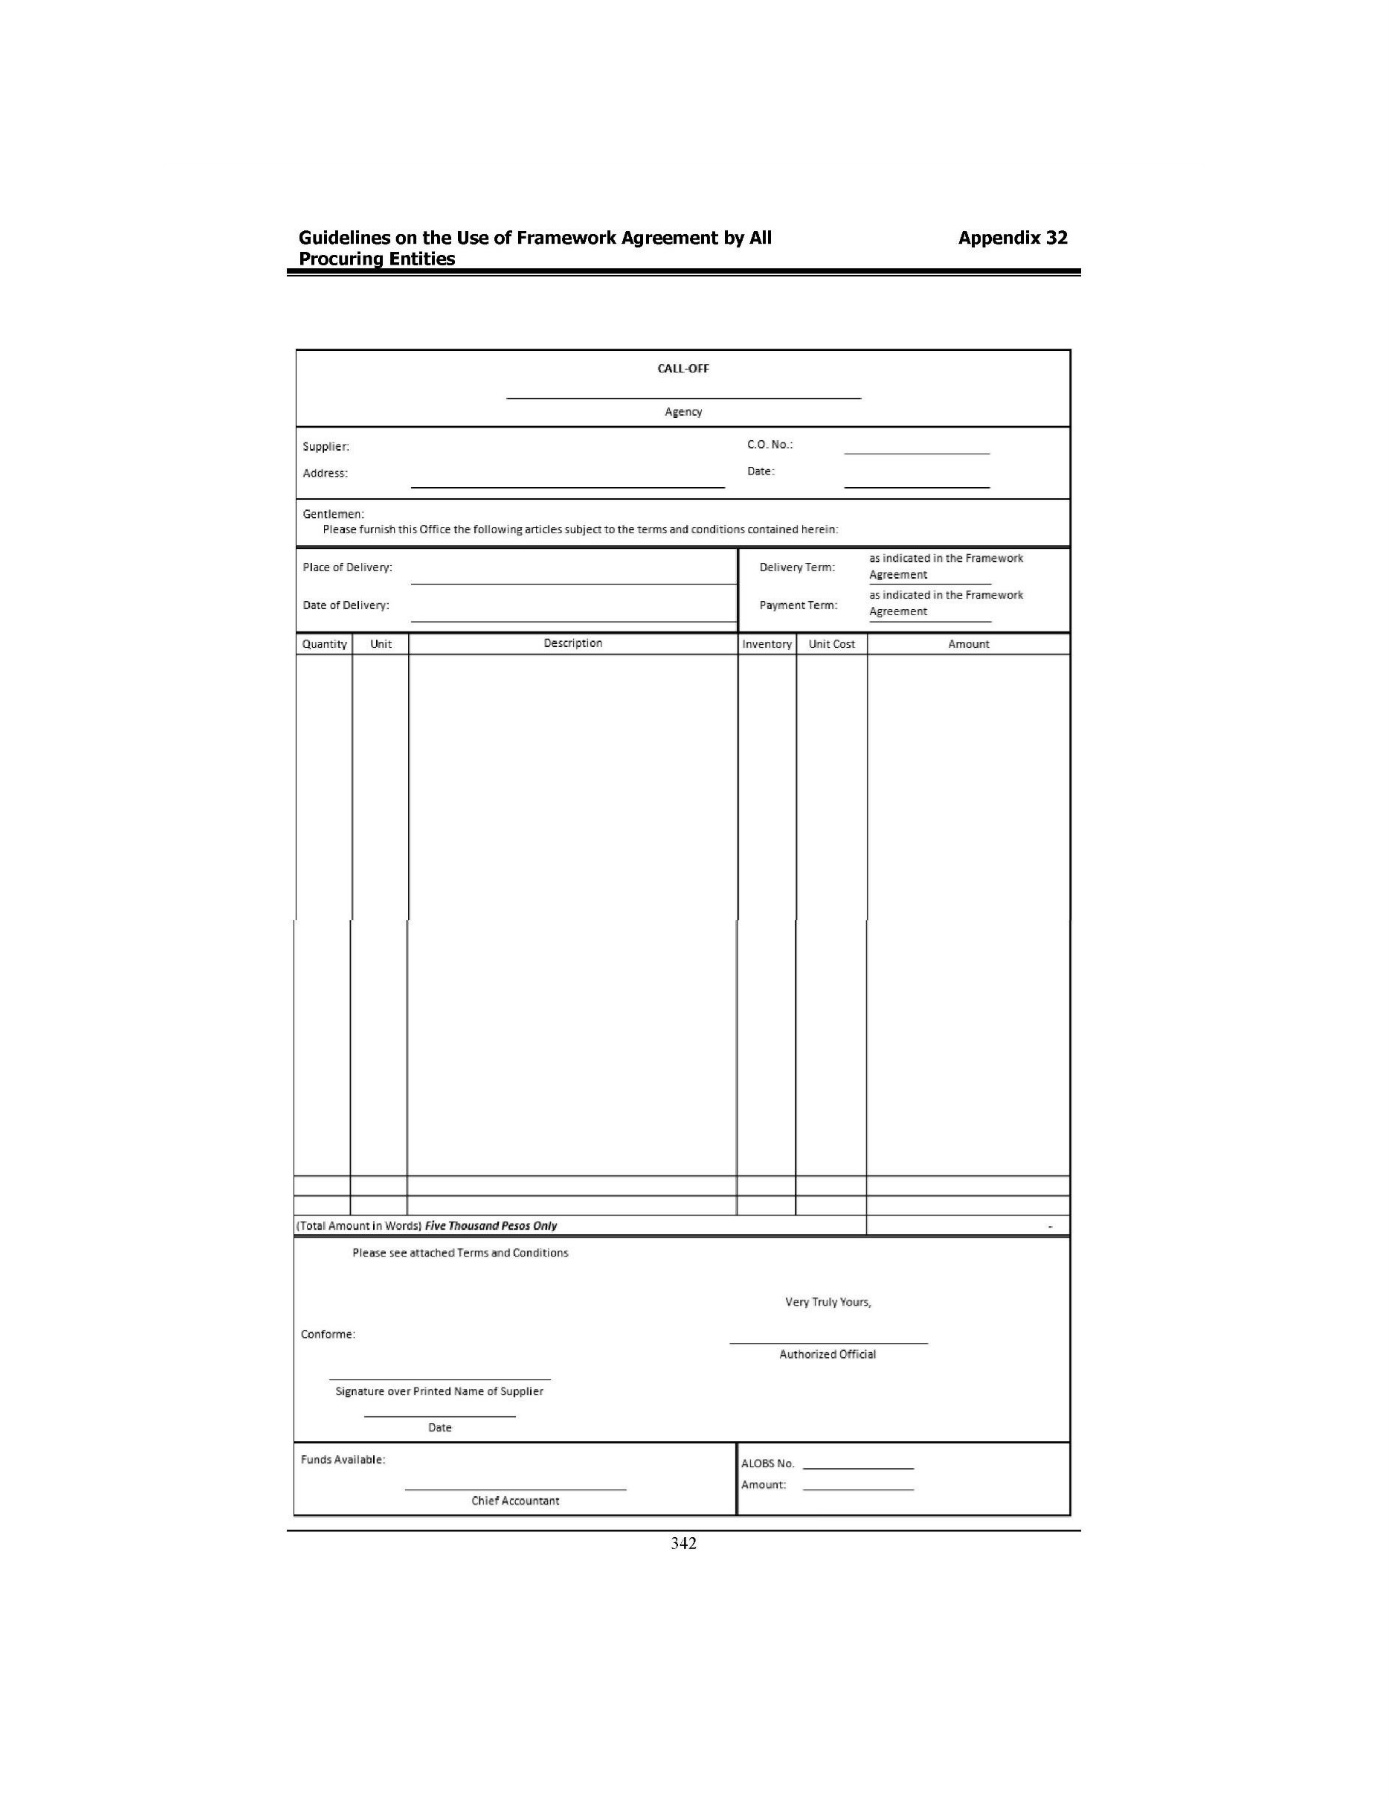 Guidelines on the Use of Framework Agreement by All Appendix 32
Procuring Entities
CALL-OFF
Agency
Supplier: C.O. No.:
Address: Date:
Gentlemen:
Please furnish this Office the following articles subject to the terms and conditions contained herein:
Place of Delivery: Delivery Term: as indicated in the Framework
Agreement
Date of Delivery: Payment Term: as indicated in the Framework
Agreement
Quantity Unit Description Inventory Unit Cost Amount
(Total Amount in Words) Five Thousand Pesos Only -
Please see attached Terms and Conditions
Very Truly Yours,
Conforme:
Authorized Official
Signature over Printed Name of Supplier
Date
Funds Available: ALOBS No.
Amount:
Chief Accountant
342